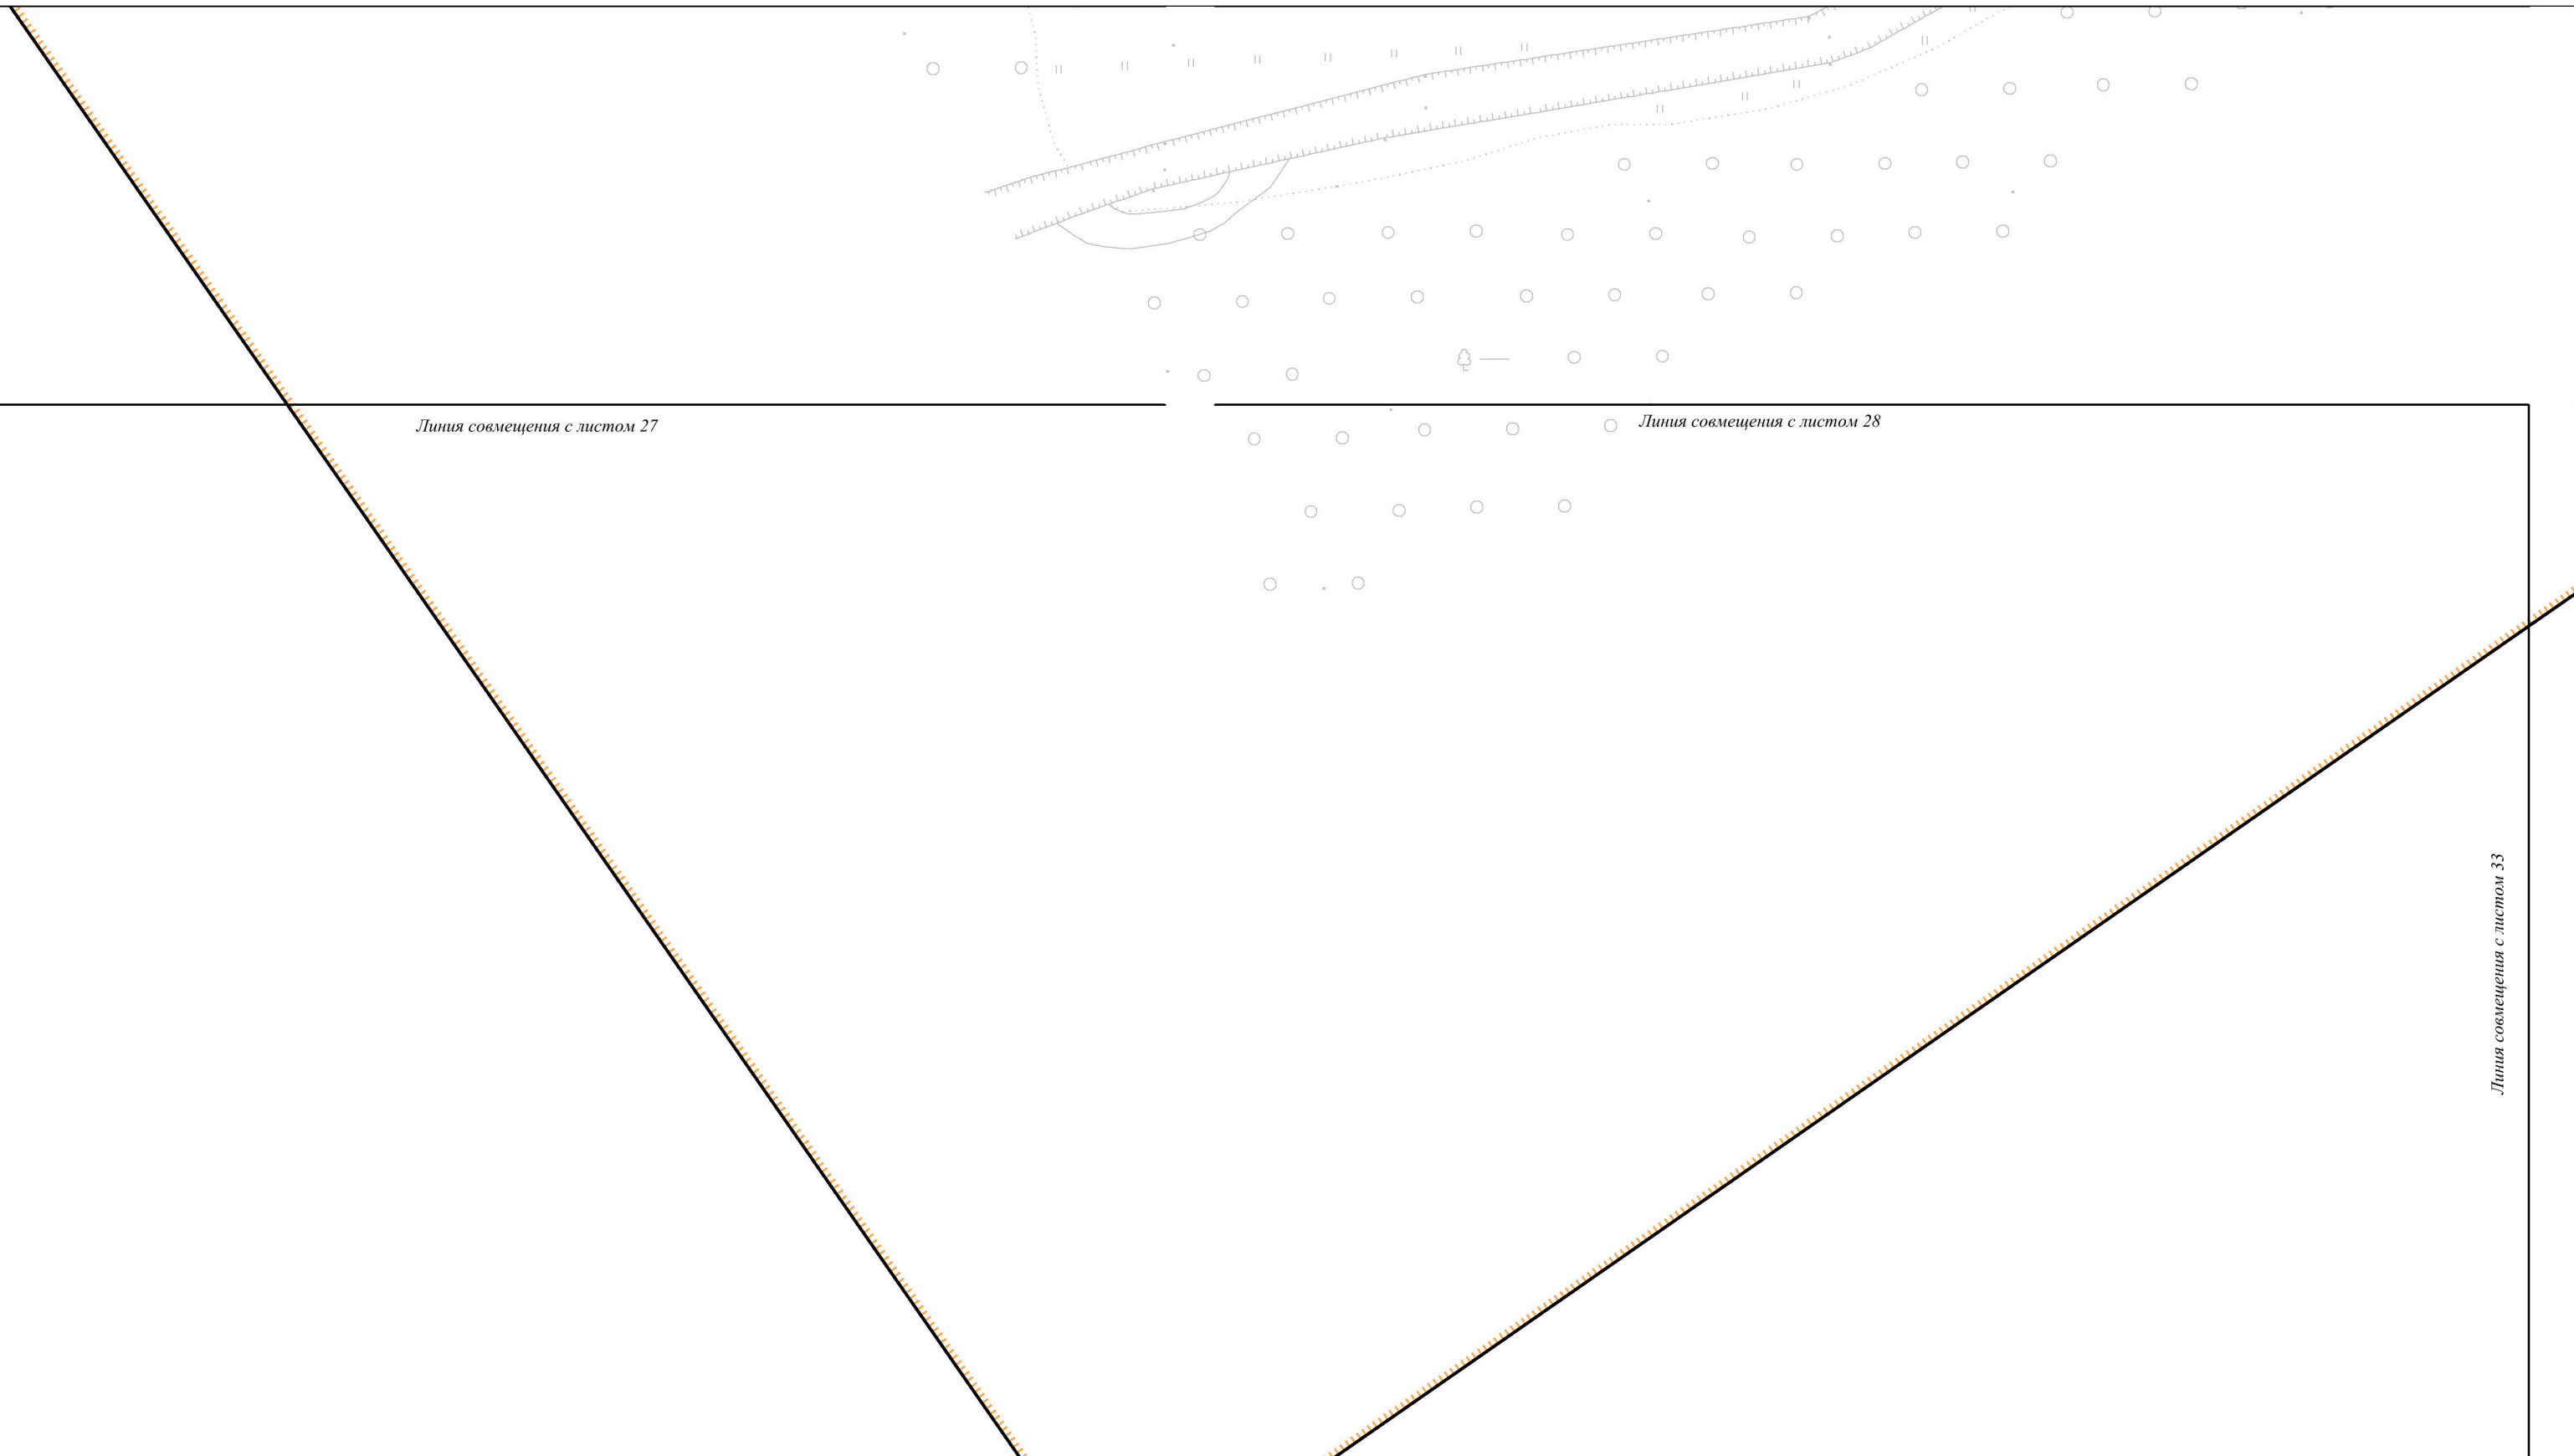 Линия совмещения с листом 27
Линия совмещения с листом 28
Линия совмещения с листом 33